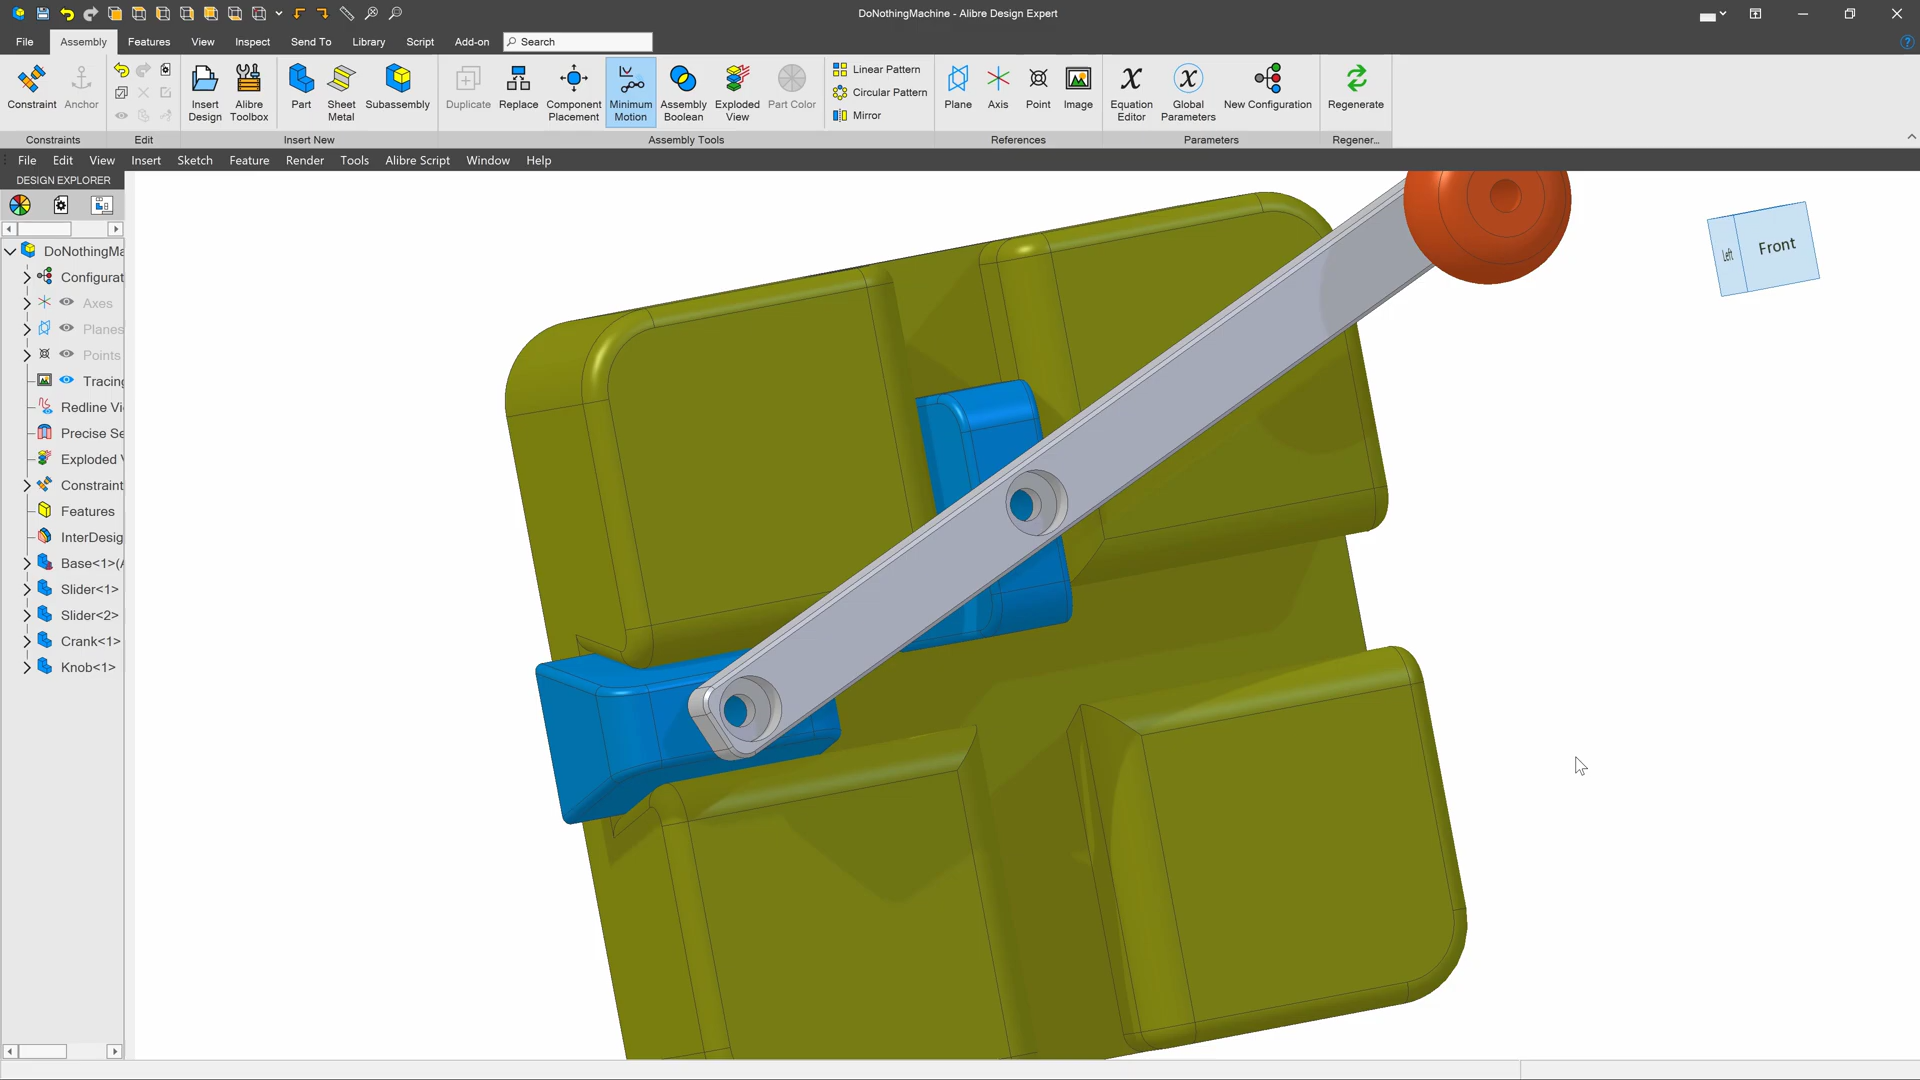 DoNothingMachine - Alibre Design Expert
File Assembly Features View Inspect Send To Library Script Add-on Search
Constraint Anchor Insert Design Alibre Toolbox Part Sheet Metal Subassembly Duplicate Replace Component Placement Minimum Motion Assembly Boolean Exploded View Part Color
Linear Pattern
Circular Pattern
Mirror
Plane Axis Point Image Equation Editor Global Parameters New Configuration Regenerate
Constraints Edit Insert New Assembly Tools References Parameters Regener...
File Edit View Insert Sketch Feature Render Tools Alibre Script Window Help
DESIGN EXPLORER
DoNothingMa
Configurat
Axes
Planes
Points
Tracing
Redline Vi
Precise Se
Exploded V
Constraint
Features
InterDesig
Base<1>(A
Slider<1>
Slider<2>
Crank<1>
Knob<1>
Left Front